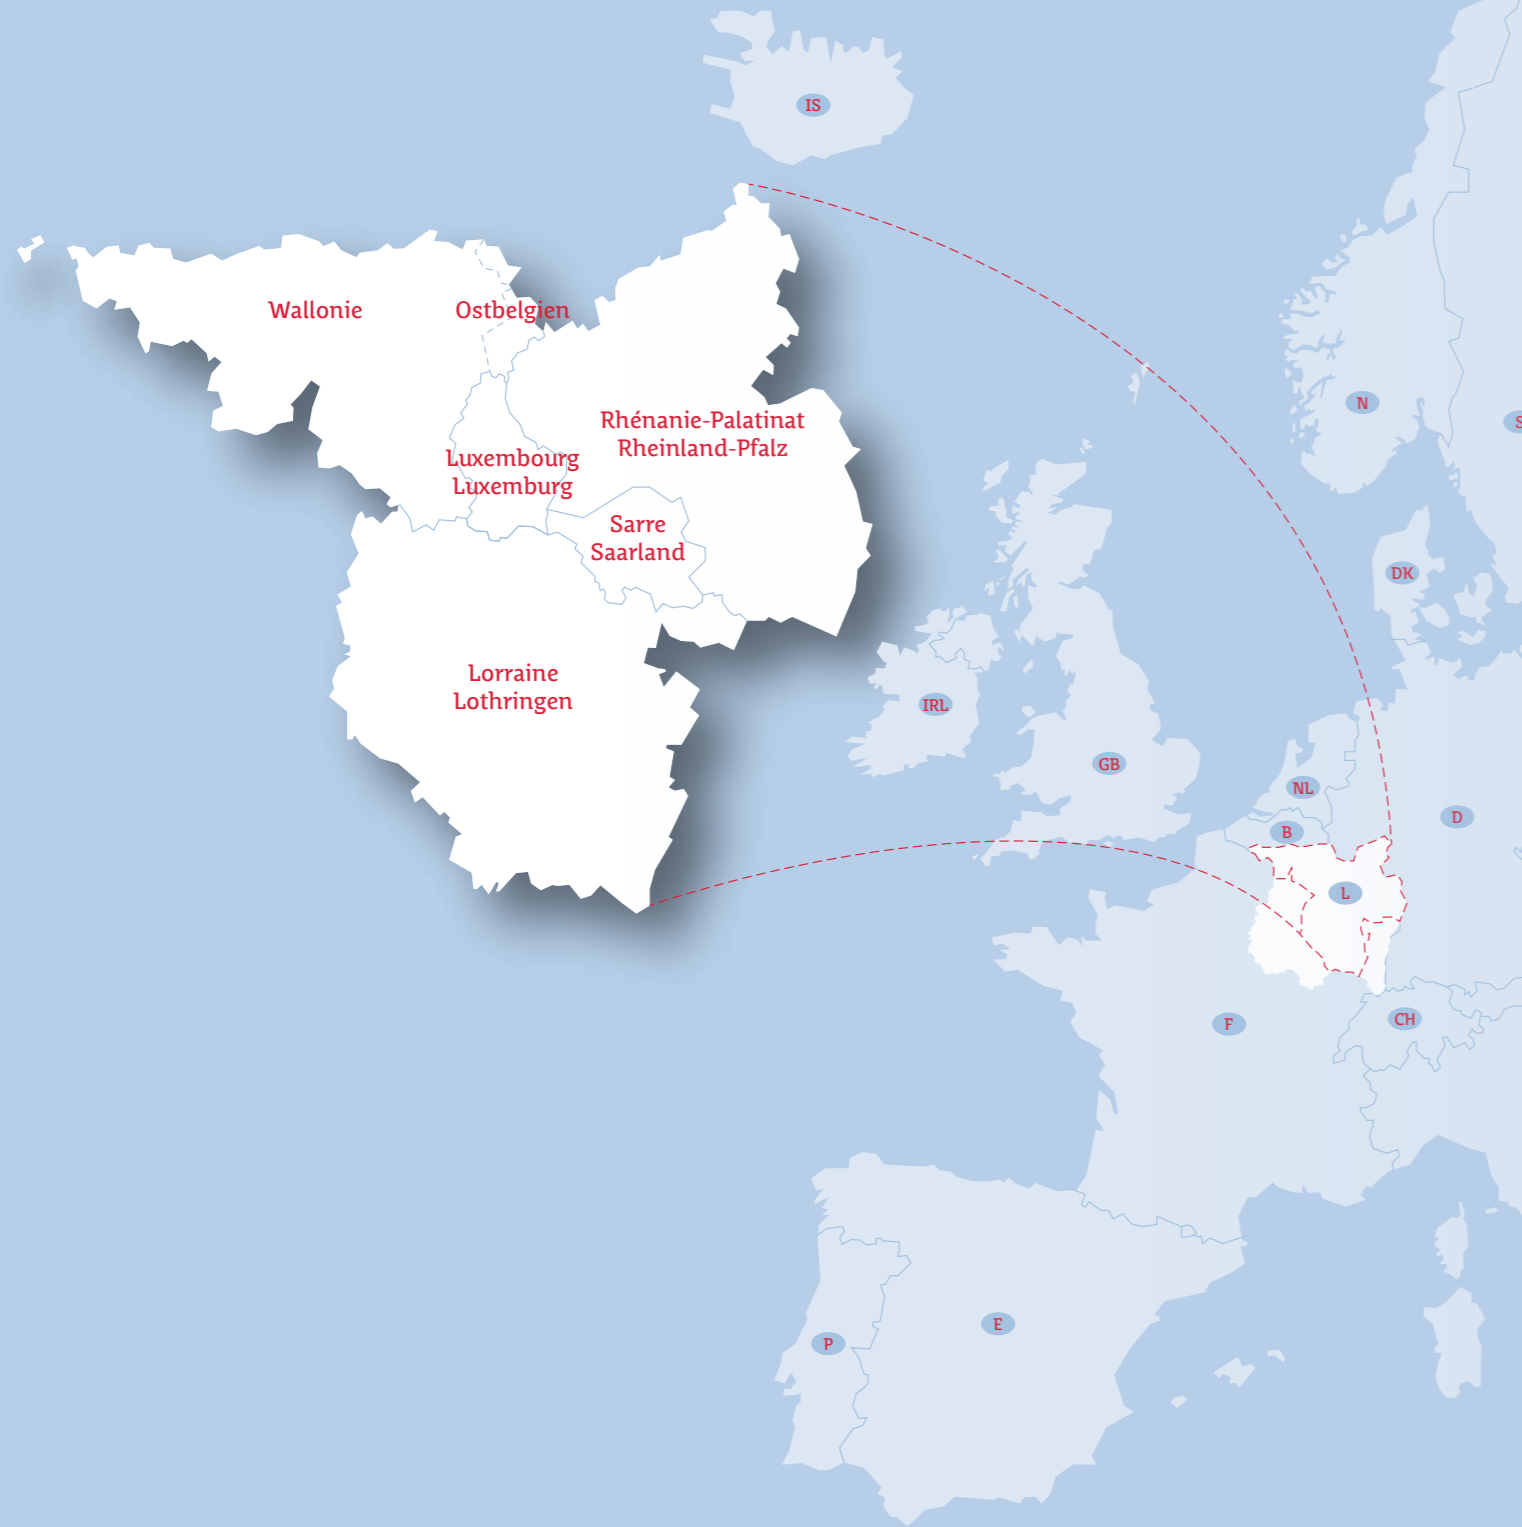 IS
Wallonie
Ostbelgien
Rhénanie-Palatinat
Rheinland-Pfalz
Luxembourg
Luxemburg
Sarre
Saarland
Lorraine
Lothringen
N
S
DK
IRL
GB
NL
B
D
L
F
CH
E
P